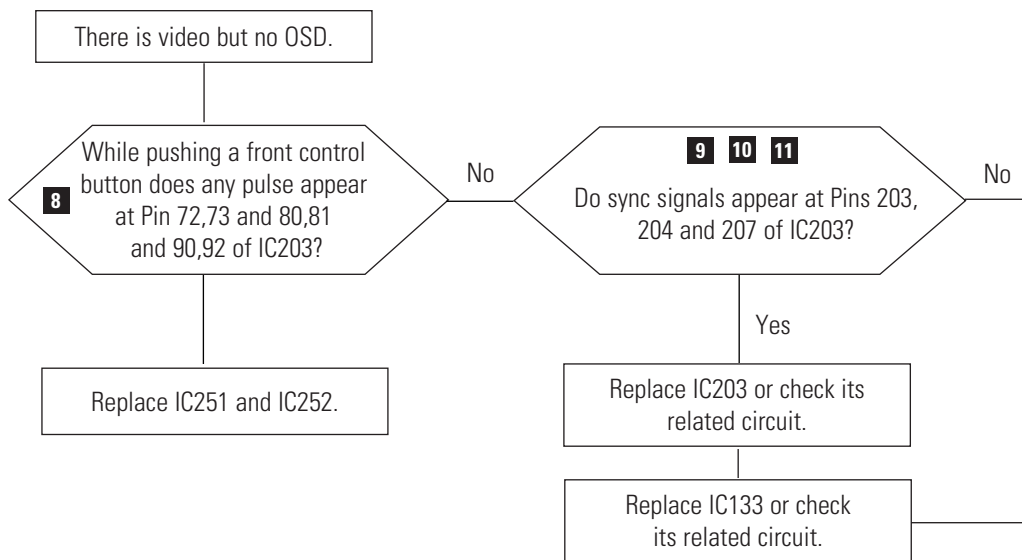 There is video but no OSD.
While pushing a front control
button does any pulse appear
8
at Pin 72,73 and 80,81
and 90,92 of IC203?
No
9 10 11
Do sync signals appear at Pins 203,
204 and 207 of IC203?
No
Yes
Replace IC251 and IC252.
Replace IC203 or check its
related circuit.
Replace IC133 or check
its related circuit.